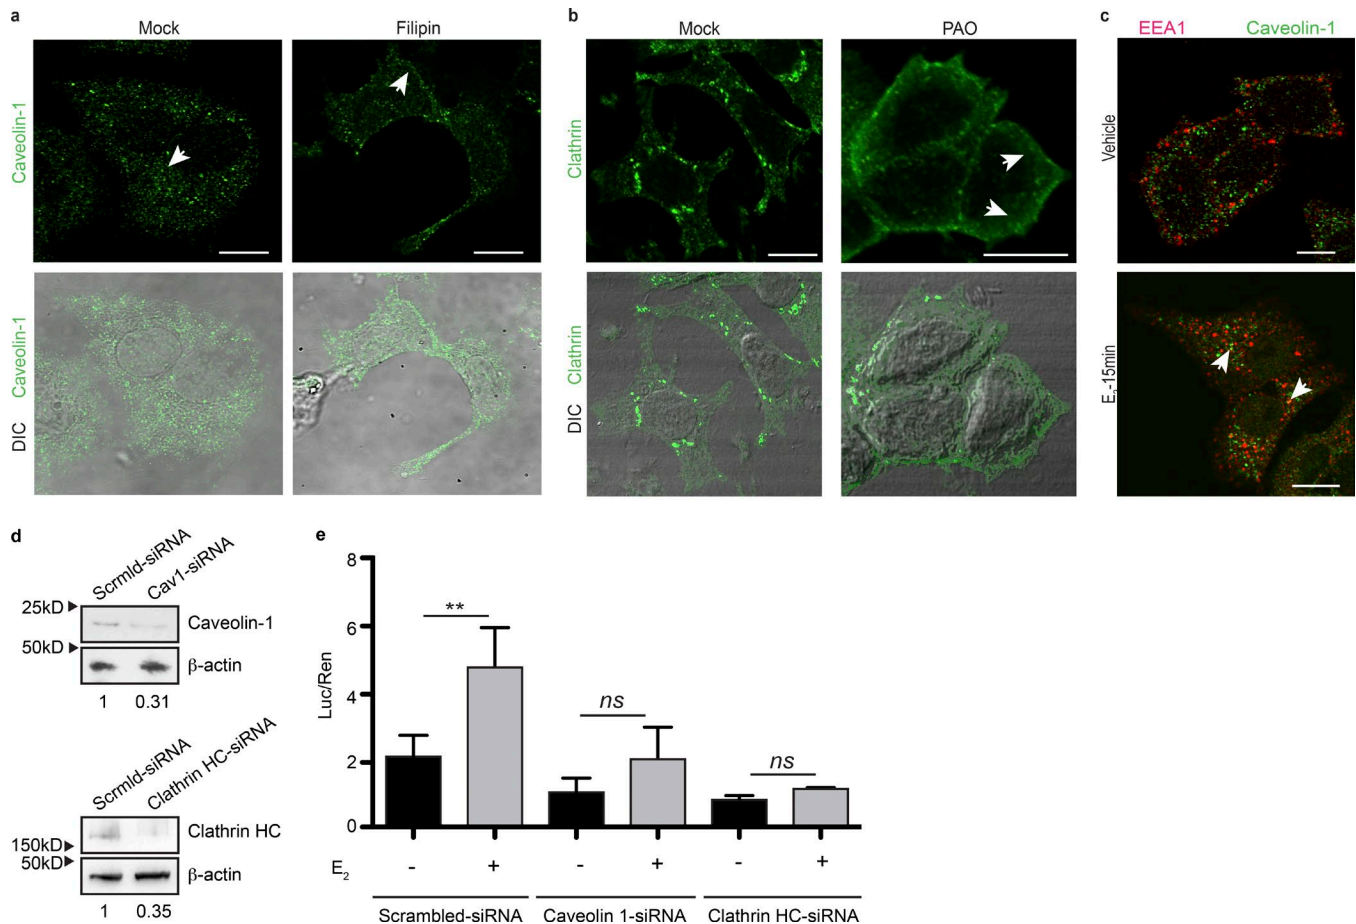 a
Mock
Filipin
Caveolin-1
DIC Caveolin-1
b
Mock
PAO
Clathrin
DIC Clathrin
c
EEA1 Caveolin-1
Vehicle
E2-15min
d
Scrmld-siRNA
Cav1-siRNA
25kD
Caveolin-1
50kD
β-actin
1 0.31
Scrmld-siRNA
Clathrin HC-siRNA
Clathrin HC
150kD
50kD
β-actin
1 0.35
e
Luc/Ren
8
6
4
2
0
**
ns
ns
E2 - + - + - +
Scrambled-siRNA Caveolin 1-siRNA Clathrin HC-siRNA